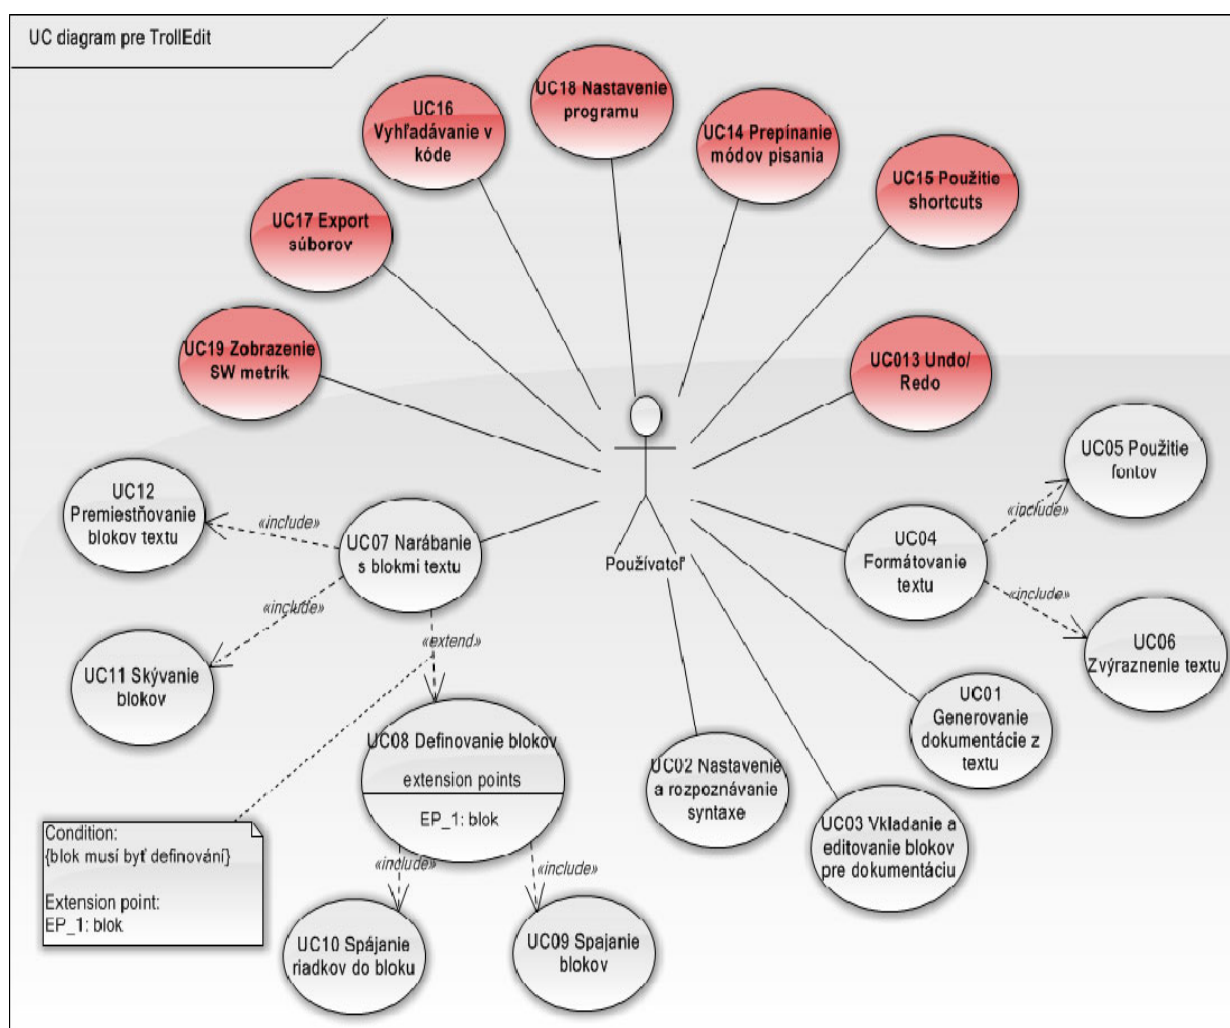 UC diagram pre TrollEdit
UC16
Vyhľadávanie v
kóde
UC18 Nastavenie
programu
UC14 Prepínanie
módov písania
UC15 Použitie
shortcuts
UC17 Export
súborov
UC19 Zobrazenie
SW metrík
UC013 Undo/
Redo
UC05 Použitie
fontov
UC12
Premiestňovanie
blokov textu
«include»
UC07 Narábanie
s blokmi textu
Používateľ
UC04
Formátovanie
textu
«include»
«include»
UC06
Zvýraznenie textu
«include»
UC11 Skývanie
blokov
«extend»
UC01
Generovanie
dokumentácie z
textu
UC08 Definovanie blokov
extension points
EP_1: blok
UC02 Nastavenie
a rozpoznávanie
syntaxe
UC03 Vkladanie a
editovanie blokov
pre dokumentáciu
Condition:
{blok musí byť definování}
Extension point:
EP_1: blok
«include»
«include»
UC10 Spájanie
riadkov do bloku
UC09 Spajanie
blokov